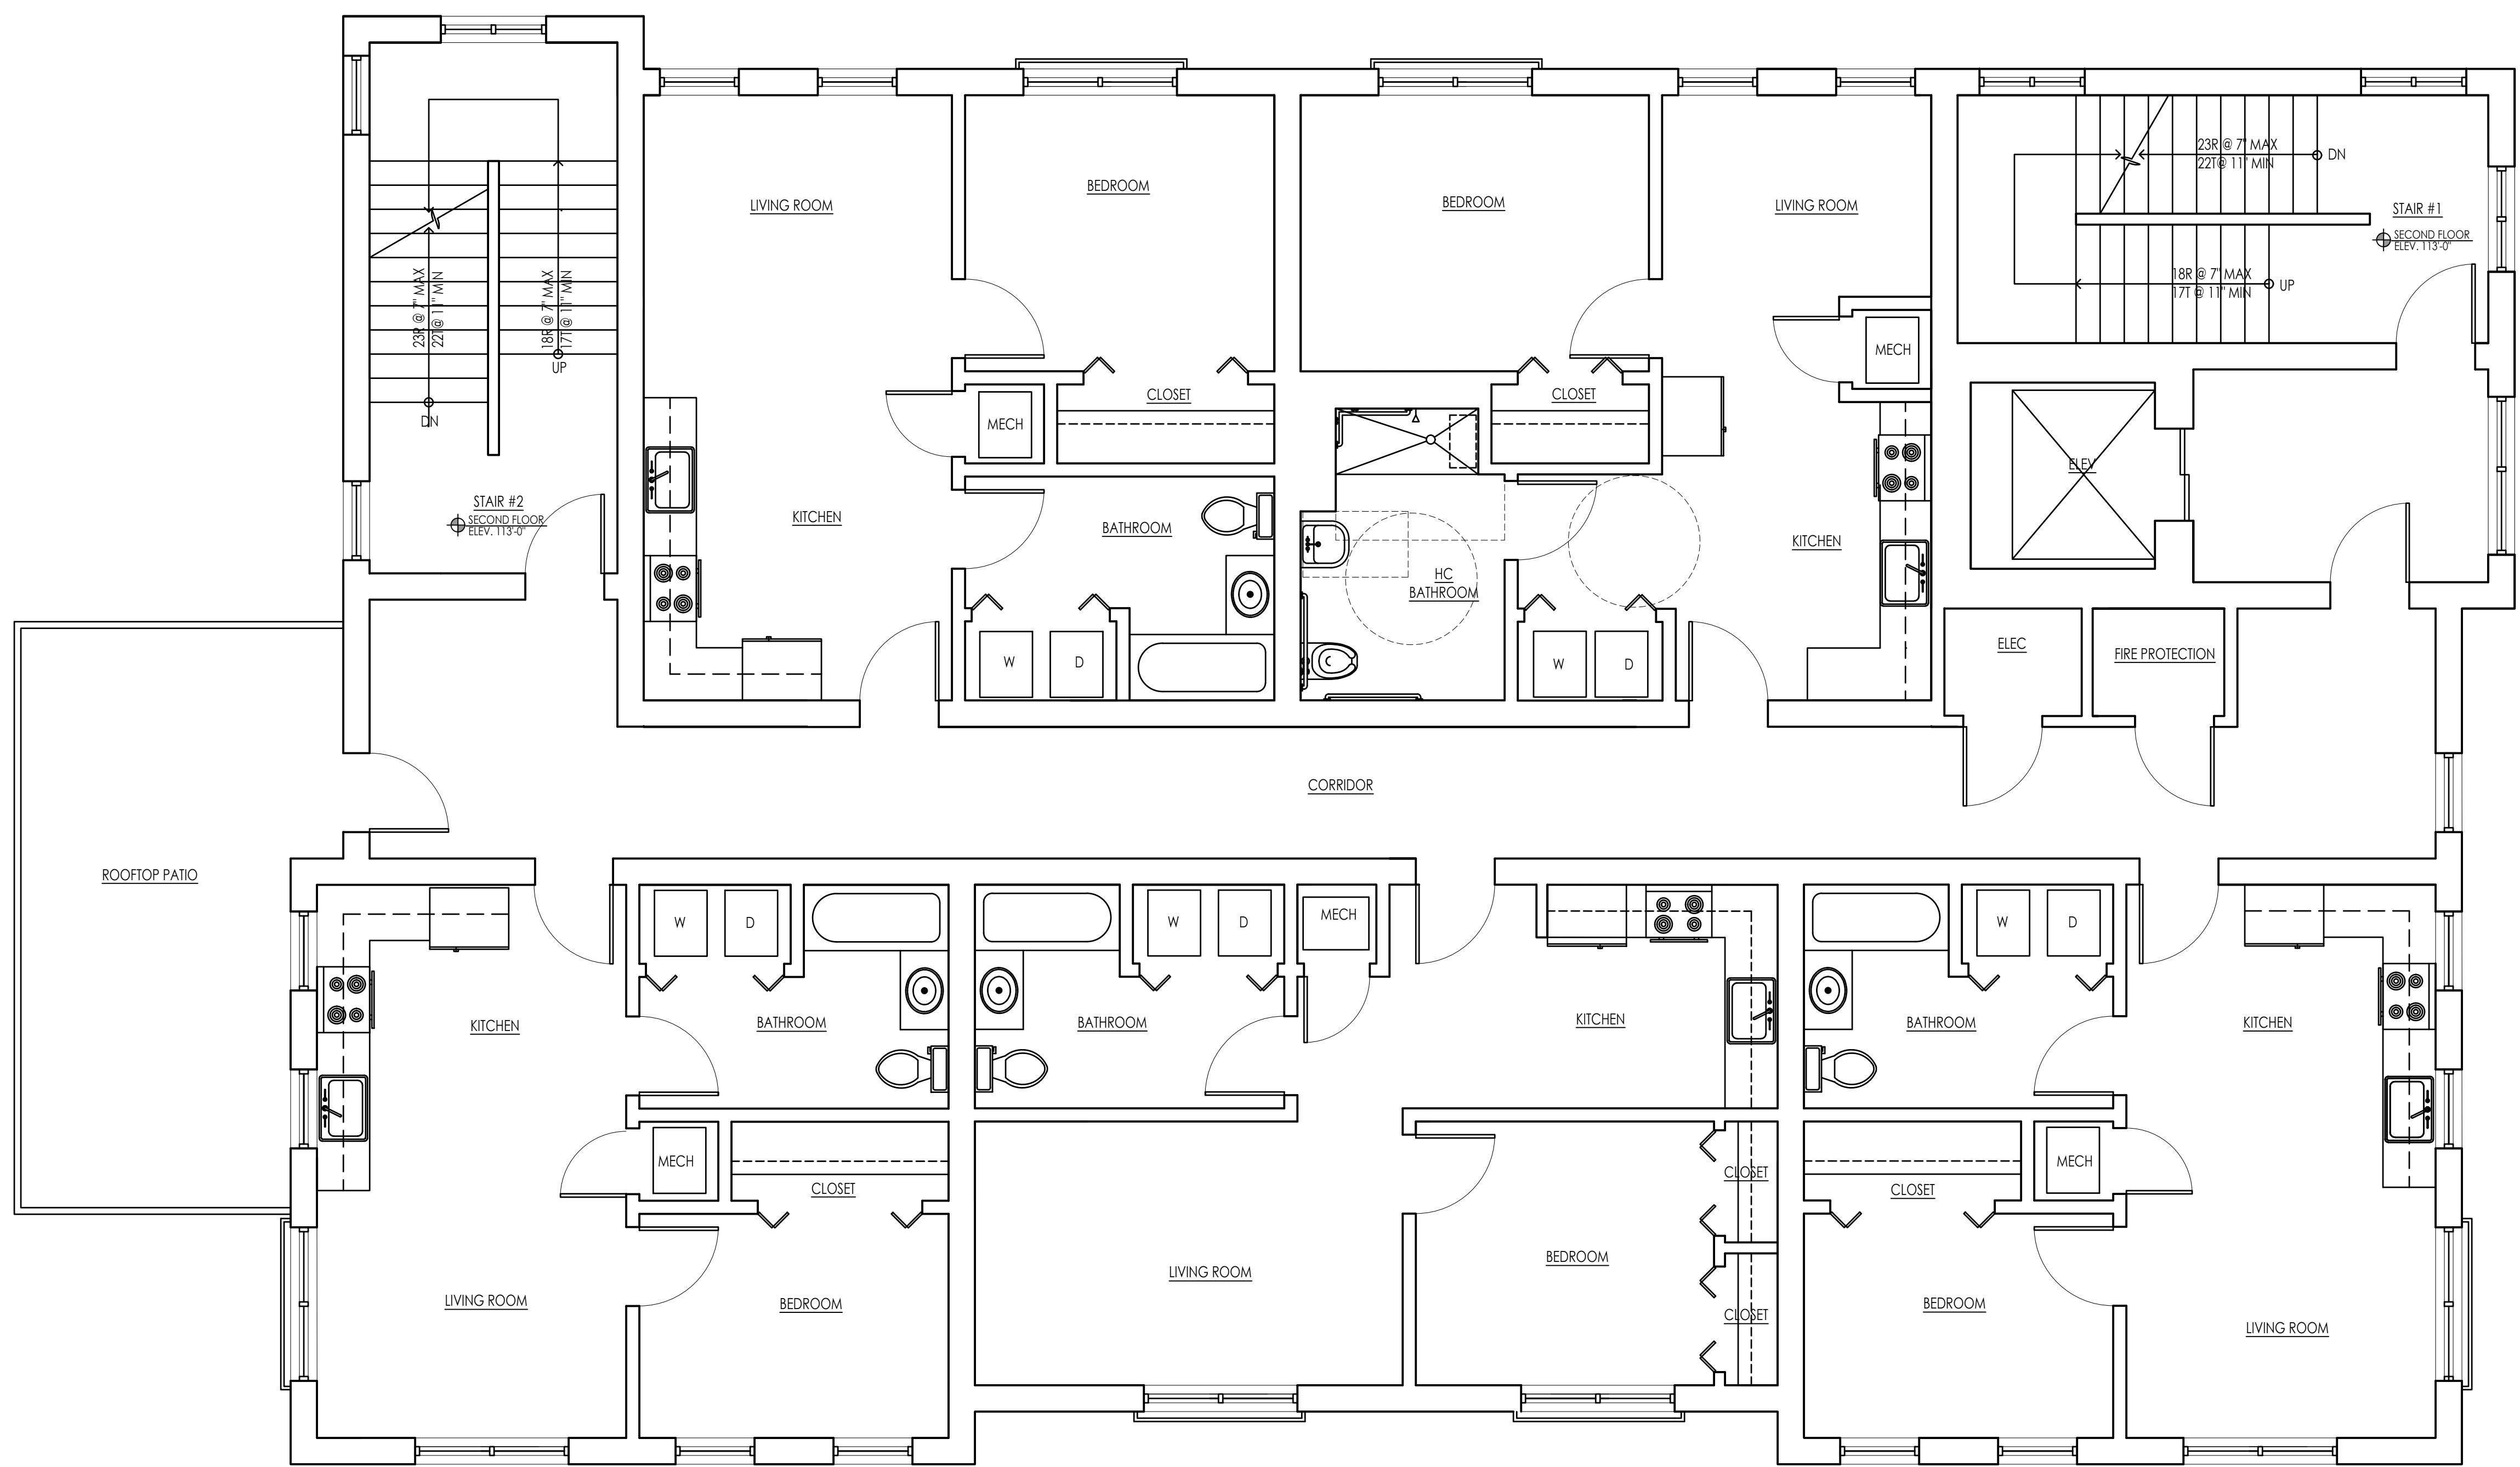 23R @ 7" MAX
22T@ 11" MIN
DN
18R @ 7" MAX
17T@ 11" MIN
UP
STAIR #2
SECOND FLOOR
ELEV. 113'-0"
LIVING ROOM
BEDROOM
CLOSET
MECH
KITCHEN
BATHROOM
W
D
BEDROOM
LIVING ROOM
MECH
CLOSET
KITCHEN
HC
BATHROOM
W
D
23R @ 7" MAX
22T@ 11" MIN
DN
STAIR #1
SECOND FLOOR
ELEV. 113'-0"
18R @ 7" MAX
17T @ 11" MIN
UP
ELEV
ELEC
FIRE PROTECTION
CORRIDOR
ROOFTOP PATIO
W
D
KITCHEN
BATHROOM
MECH
CLOSET
LIVING ROOM
BEDROOM
W
D
MECH
BATHROOM
KITCHEN
CLOSET
BEDROOM
LIVING ROOM
CLOSET
W
D
BATHROOM
KITCHEN
MECH
CLOSET
BEDROOM
LIVING ROOM